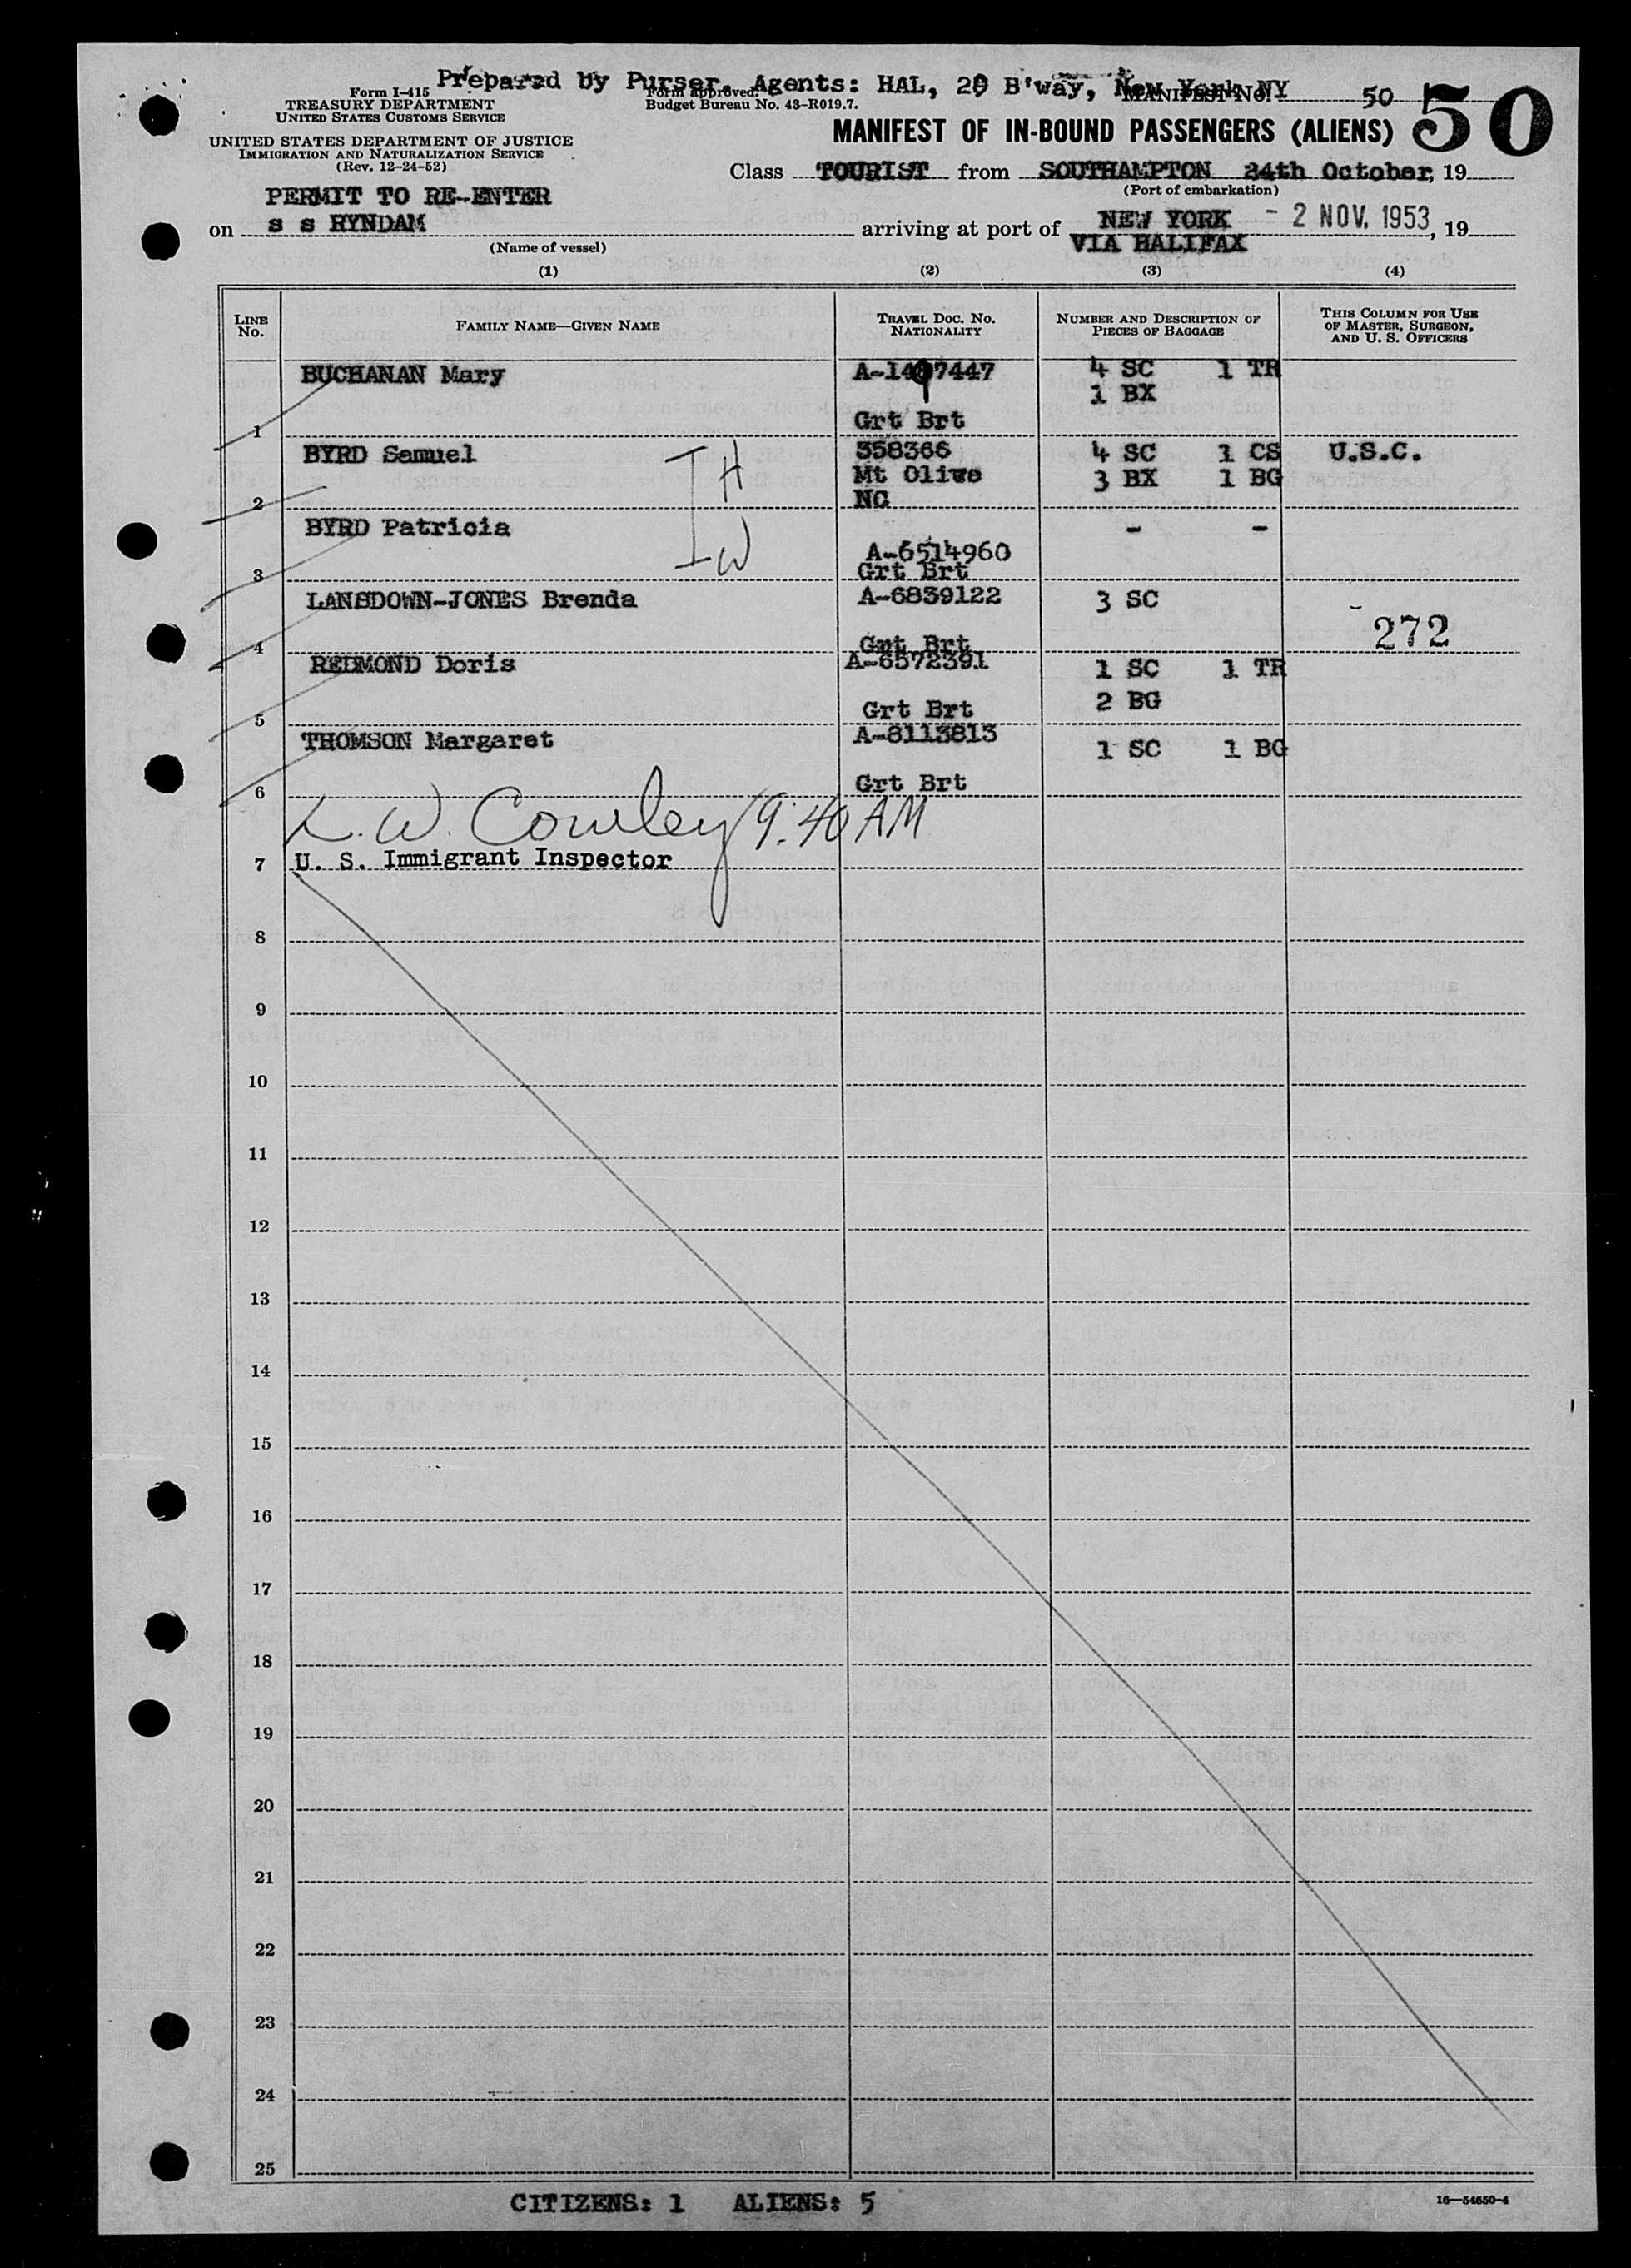 Prepared by Purser. Agents: HAL, 29 B'way, New York NY
Form I-415
TREASURY DEPARTMENT
UNITED STATES CUSTOMS SERVICE
Form approved.
Budget Bureau No. 43-R019.7.
MANIFEST No. 50
50
UNITED STATES DEPARTMENT OF JUSTICE
IMMIGRATION AND NATURALIZATION SERVICE
(Rev. 12-24-52)
MANIFEST OF IN-BOUND PASSENGERS (ALIENS)
Class TOURIST from SOUTHAMPTON 24th October, 19
(Port of embarkation)
PERMIT TO RE-ENTER
on s s RYNDAM arriving at port of NEW YORK - 2 NOV. 1953, 19
(Name of vessel) VIA HALIFAX
(1) (2) (3) (4)
LINE No. FAMILY NAME—GIVEN NAME TRAVEL DOC. NO. NATIONALITY NUMBER AND DESCRIPTION OF PIECES OF BAGGAGE THIS COLUMN FOR USE OF MASTER, SURGEON, AND U. S. OFFICERS
BUCHANAN Mary 4 SC 1 TR
1 BX
1 Grt Brt
BYRD Samuel H 358366 4 SC 1 CS U.S.C.
Mt Olive 3 BX 1 BG
2 NC
BYRD Patricia W - -
A-6514960
3 Grt Brt
LANSDOWN-JONES Brenda A-6839122 3 SC
272
4 Grt Brt
REDMOND Doris A-6572391 1 SC 1 TR
2 BG
5 Grt Brt
THOMSON Margaret A-8113813 1 SC 1 BG
6 Grt Brt
K. W. Cowley 9:40 AM
7 U. S. Immigrant Inspector
8
9
10
11
12
13
14
15
16
17
18
19
20
21
22
23
24
25
CITIZENS: 1 ALIENS: 5
16—54650-4